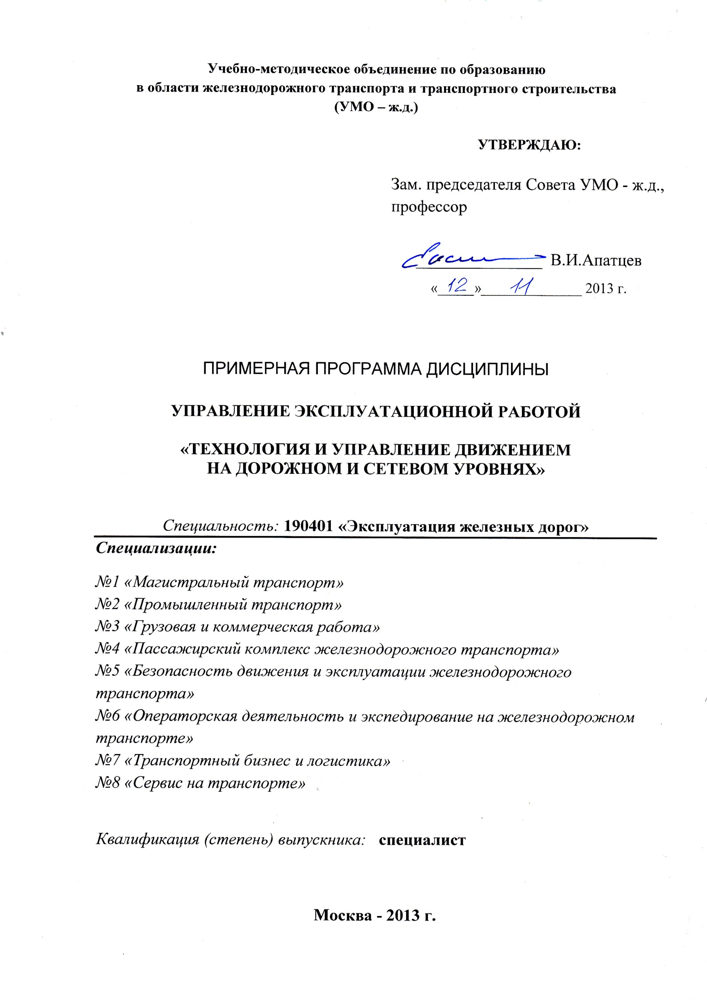 Учебно-методическое объединение по образованию
в области железнодорожного транспорта и транспортного строительства
(УМО – ж.д.)
УТВЕРЖДАЮ:
Зам. председателя Совета УМО - ж.д.,
профессор
В.И.Апатцев
«12» 11 2013 г.
ПРИМЕРНАЯ ПРОГРАММА ДИСЦИПЛИНЫ
УПРАВЛЕНИЕ ЭКСПЛУАТАЦИОННОЙ РАБОТОЙ
«ТЕХНОЛОГИЯ И УПРАВЛЕНИЕ ДВИЖЕНИЕМ
НА ДОРОЖНОМ И СЕТЕВОМ УРОВНЯХ»
Специальность: 190401 «Эксплуатация железных дорог»
Специализации:
№1 «Магистральный транспорт»
№2 «Промышленный транспорт»
№3 «Грузовая и коммерческая работа»
№4 «Пассажирский комплекс железнодорожного транспорта»
№5 «Безопасность движения и эксплуатации железнодорожного
транспорта»
№6 «Операторская деятельность и экспедирование на железнодорожном
транспорте»
№7 «Транспортный бизнес и логистика»
№8 «Сервис на транспорте»
Квалификация (степень) выпускника: специалист
Москва - 2013 г.